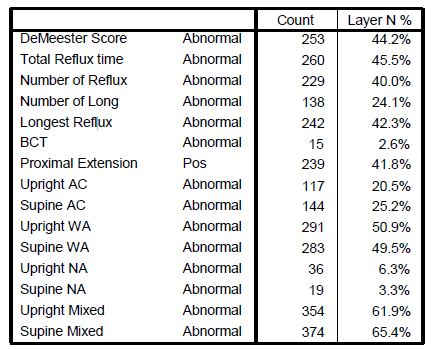 Count Layer N %
DeMeester Score Abnormal 253 44.2%
Total Reflux time Abnormal 260 45.5%
Number of Reflux Abnormal 229 40.0%
Number of Long Abnormal 138 24.1%
Longest Reflux Abnormal 242 42.3%
BCT Abnormal 15 2.6%
Proximal Extension Pos 239 41.8%
Upright AC Abnormal 117 20.5%
Supine AC Abnormal 144 25.2%
Upright WA Abnormal 291 50.9%
Supine WA Abnormal 283 49.5%
Upright NA Abnormal 36 6.3%
Supine NA Abnormal 19 3.3%
Upright Mixed Abnormal 354 61.9%
Supine Mixed Abnormal 374 65.4%